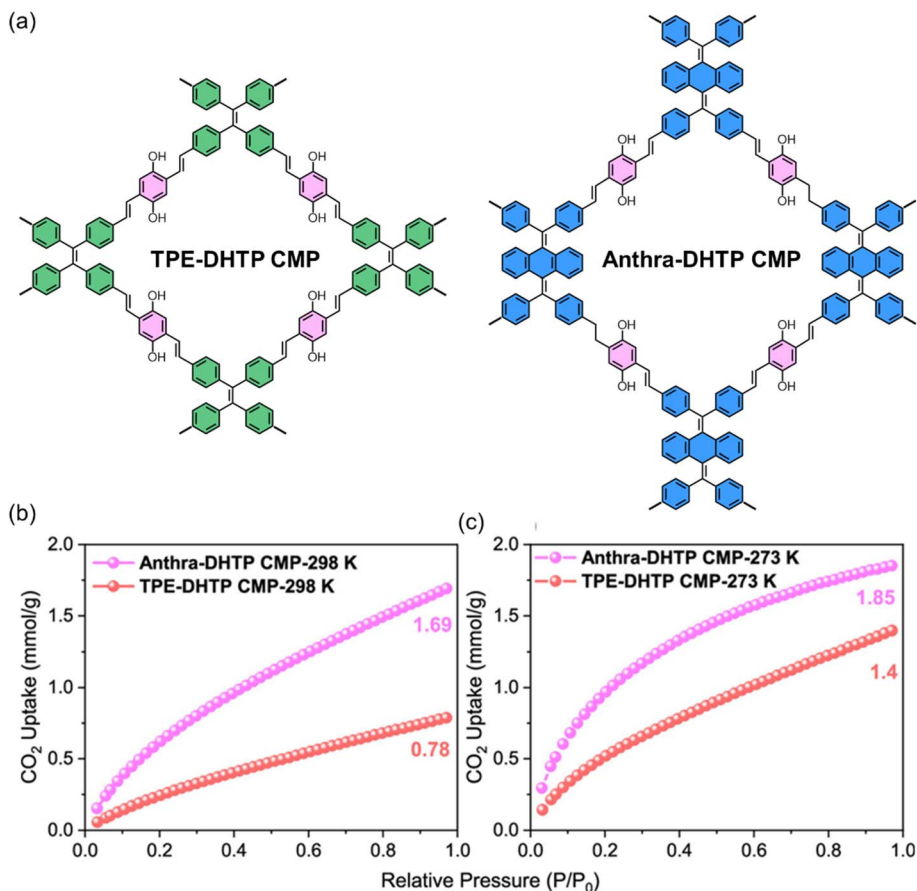 (a)
OH
OH
OH
OH
OH
OH
OH
OH
TPE-DHTP CMP
OH
OH
OH
OH
OH
OH
OH
OH
Anthra-DHTP CMP
(b)
CO2 Uptake (mmol/g)
2.0
1.5
1.0
0.5
0.0
Anthra-DHTP CMP-298 K
TPE-DHTP CMP-298 K
1.69
0.78
0.0 0.2 0.4 0.6 0.8 1.0
(c)
CO2 Uptake (mmol/g)
2.0
1.5
1.0
0.5
0.0
Anthra-DHTP CMP-273 K
TPE-DHTP CMP-273 K
1.85
1.4
0.0 0.2 0.4 0.6 0.8 1.0
Relative Pressure (P/P0)